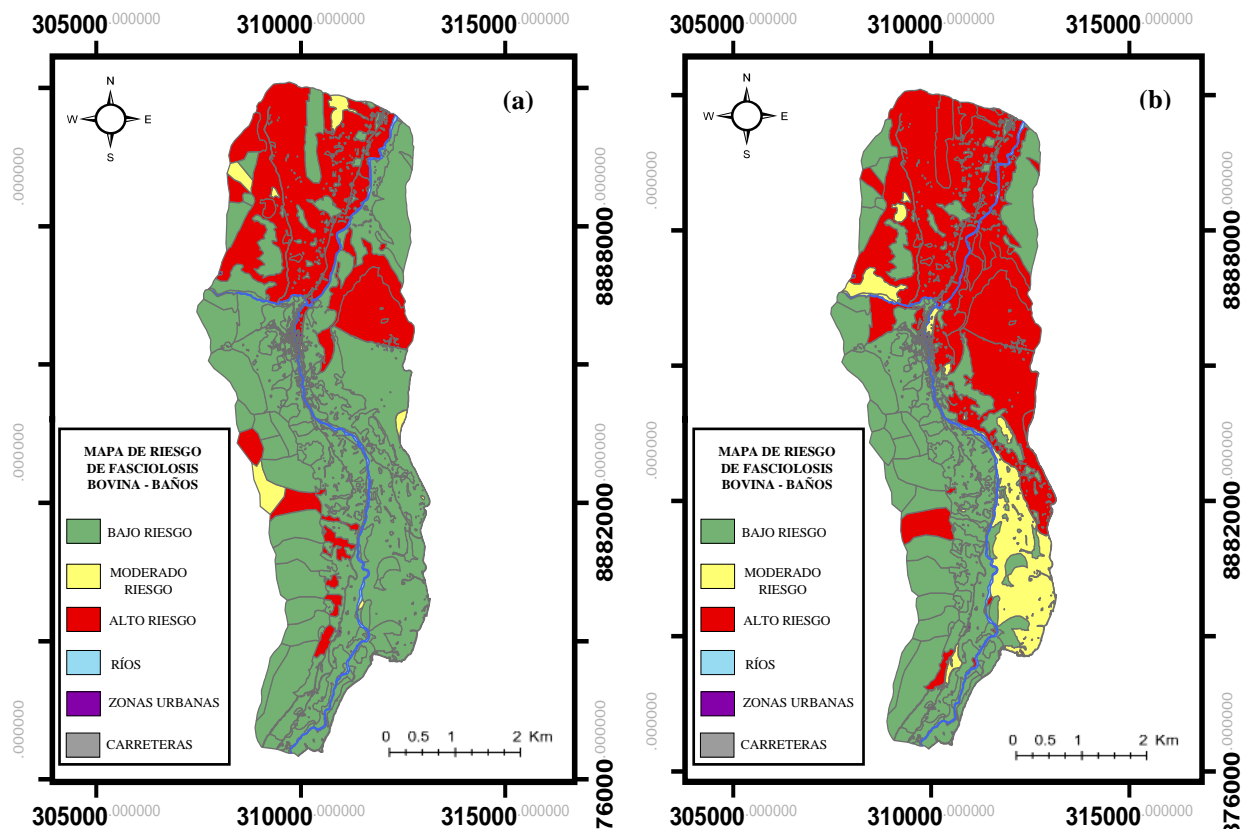 305000.000000 310000.000000 315000.000000
305000.000000 310000.000000 315000.000000
(a)
N
W E
S
.000000
8888000.000000
MAPA DE RIESGO
DE FASCIOLOSIS
BOVINA - BAÑOS
BAJO RIESGO
MODERADO
RIESGO
ALTO RIESGO
RÍOS
ZONAS URBANAS
CARRETERAS
.000000
8882000.000000
.000000
76000.000000
0 0.5 1 2 Km
305000.000000 310000.000000 315000.000000
(b)
N
W E
S
.000000
8888000.000000
MAPA DE RIESGO
DE FASCIOLOSIS
BOVINA - BAÑOS
BAJO RIESGO
MODERADO
RIESGO
ALTO RIESGO
RÍOS
ZONAS URBANAS
CARRETERAS
.000000
8882000.000000
.000000
876000.000000
0 0.5 1 2 Km
305000.000000 310000.000000 315000.000000